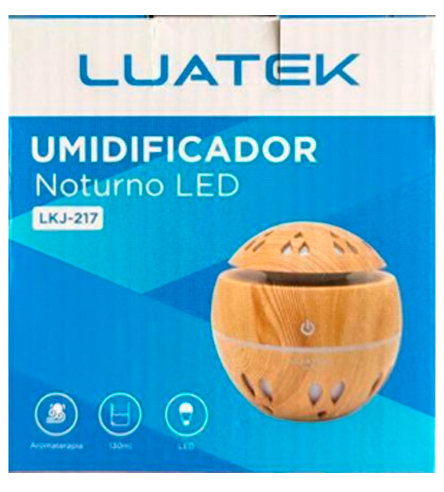 LUATEK
UMIDIFICADOR
Noturno LED
LKJ-217
Aromaterapia
130ml
LED